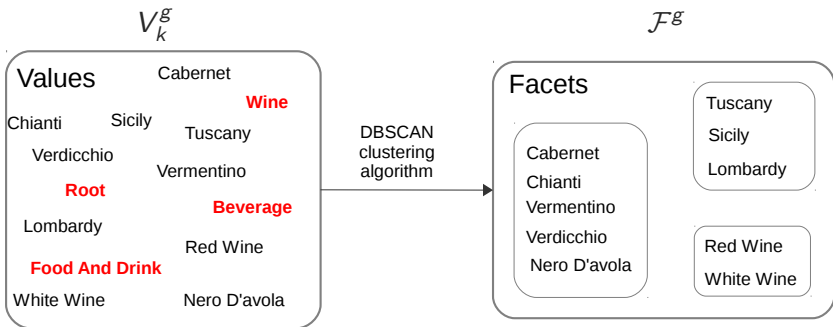 V_k^g
Values
Cabernet
Wine
Chianti
Sicily
Tuscany
Verdicchio
Vermentino
Root
Beverage
Lombardy
Red Wine
Food And Drink
White Wine
Nero D'avola
DBSCAN
clustering
algorithm
ℱ^g
Facets
Cabernet
Chianti
Vermentino
Verdicchio
Nero D'avola
Tuscany
Sicily
Lombardy
Red Wine
White Wine